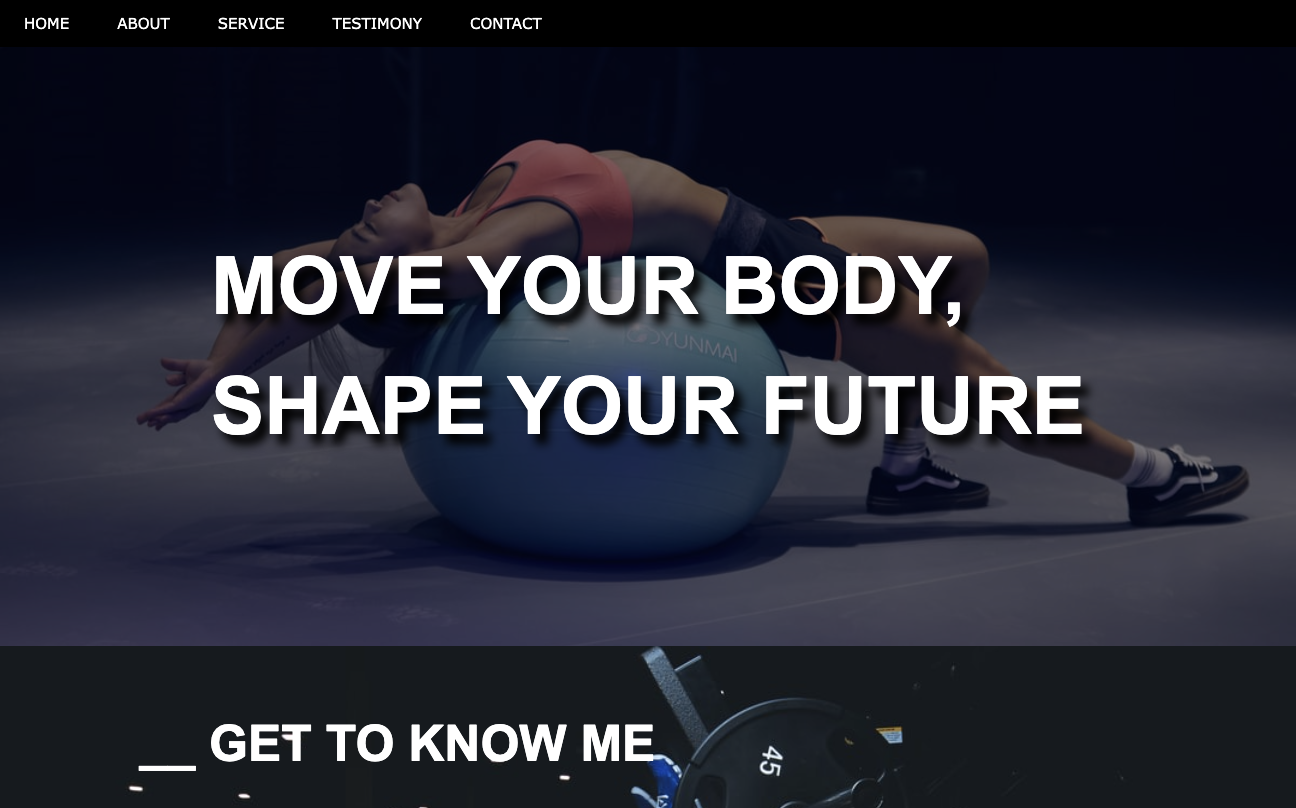 HOME ABOUT SERVICE TESTIMONY CONTACT
MOVE YOUR BODY,
YUNMAI
SHAPE YOUR FUTURE
__ GET TO KNOW ME
45